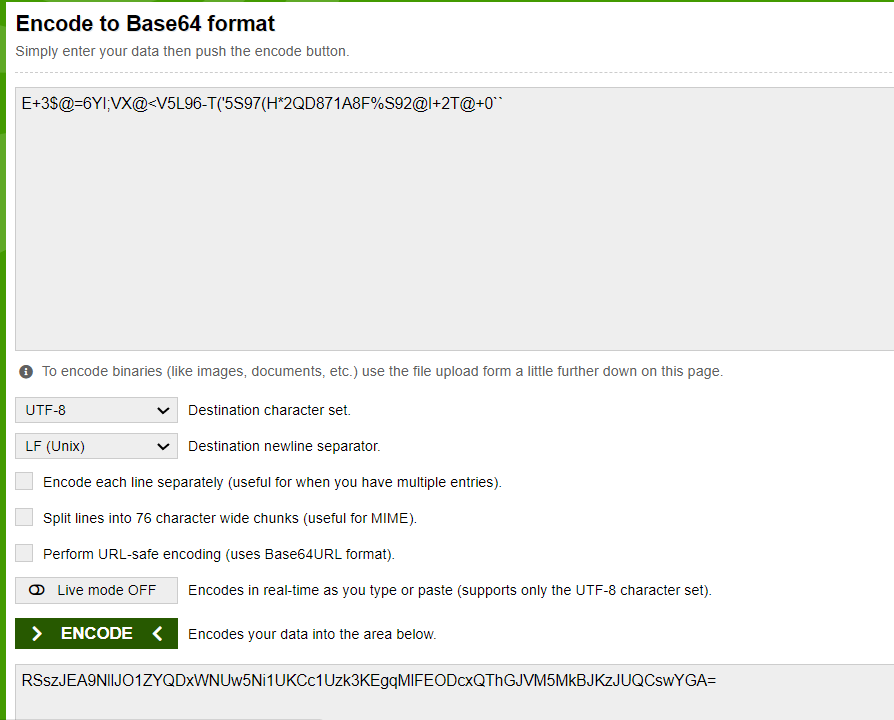 Encode to Base64 format
Simply enter your data then push the encode button.
E+3$@=6YI;VX@<V5L96-T('5S97(H*2QD871A8F%S92@I+2T@+0``
To encode binaries (like images, documents, etc.) use the file upload form a little further down on this page.
UTF-8 Destination character set.
LF (Unix) Destination newline separator.
Encode each line separately (useful for when you have multiple entries).
Split lines into 76 character wide chunks (useful for MIME).
Perform URL-safe encoding (uses Base64URL format).
Live mode OFF Encodes in real-time as you type or paste (supports only the UTF-8 character set).
> ENCODE < Encodes your data into the area below.
RSszJEA9NllJO1ZYQDxWNUw5Ni1UKCc1Uzk3KEgqMlFEODcxQThGJVM5MkBJKzJUQCswYGA=